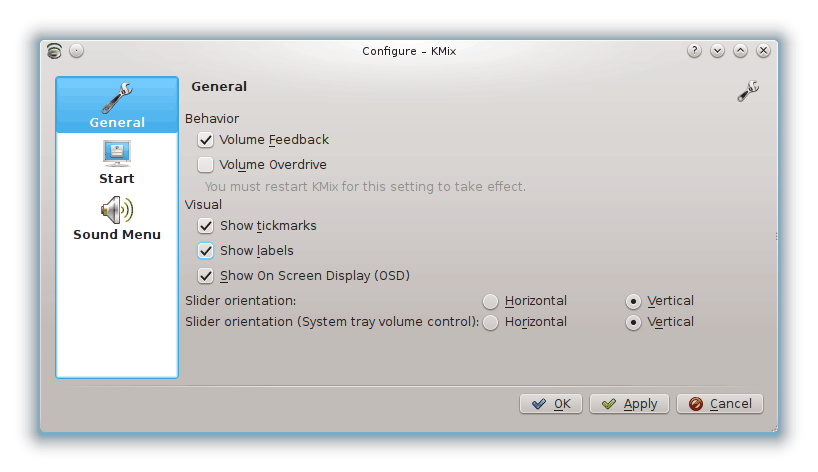 Configure – KMix
General
Start
Sound Menu
General
Behavior
Volume Feedback
Volume Overdrive
You must restart KMix for this setting to take effect.
Visual
Show tickmarks
Show labels
Show On Screen Display (OSD)
Slider orientation: Horizontal Vertical
Slider orientation (System tray volume control): Horizontal Vertical
OK Apply Cancel